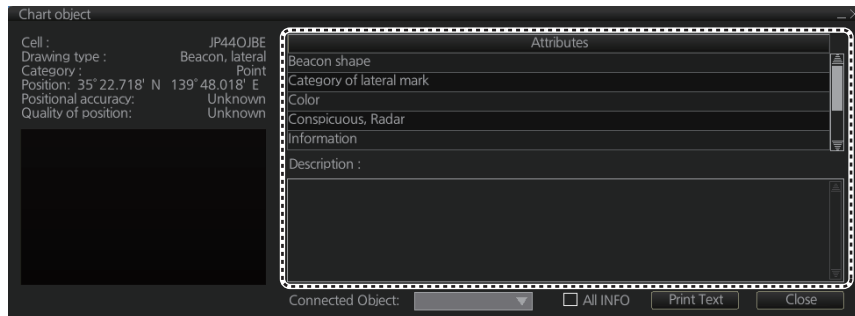 Chart object
Cell : JP44OJBE
Drawing type : Beacon, lateral
Category : Point
Position: 35°22.718' N 139°48.018' E
Positional accuracy: Unknown
Quality of position: Unknown
Attributes
Beacon shape
Category of lateral mark
Color
Conspicuous, Radar
Information
Description :
Connected Object:
All INFO
Print Text
Close